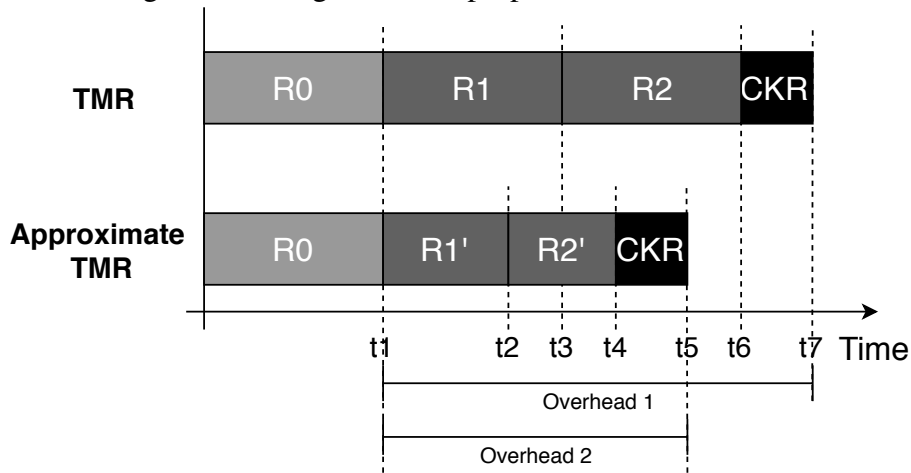 TMR
R0
R1
R2
CKR
Approximate
TMR
R0
R1'
R2'
CKR
t1
t2
t3
t4
t5
t6
t7
Time
Overhead 1
Overhead 2